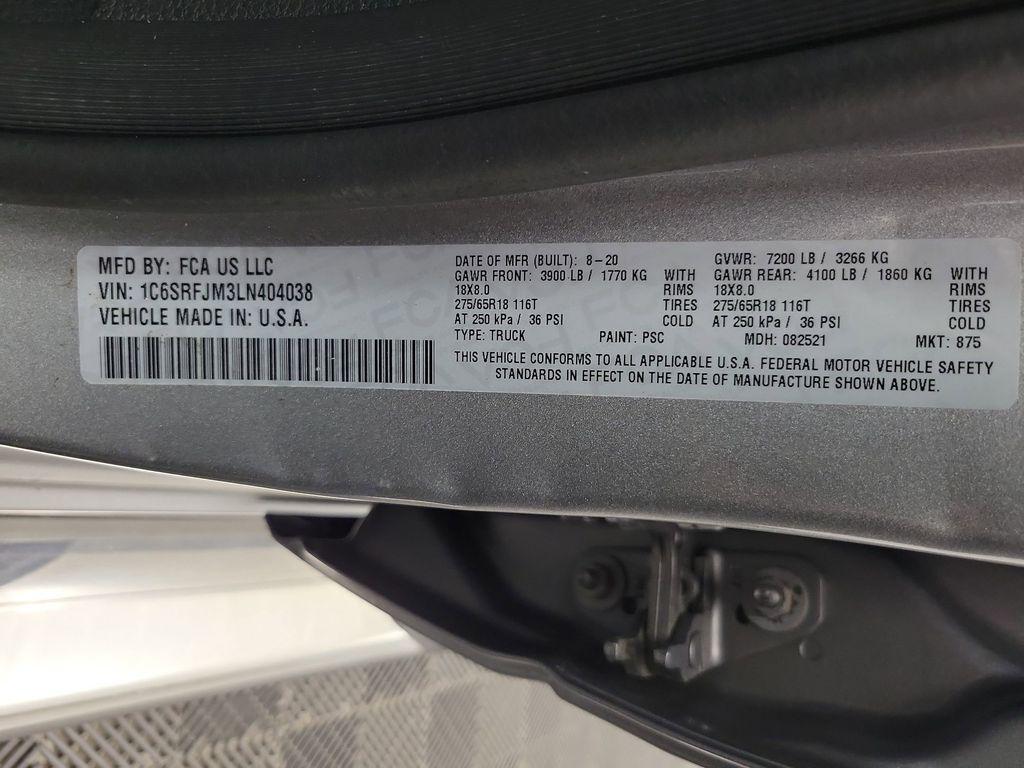 MFD BY: FCA US LLC
VIN: 1C6SRFJM3LN404038
VEHICLE MADE IN: U.S.A.
DATE OF MFR (BUILT): 8-20
GAWR FRONT: 3900 LB / 1770 KG WITH
18X8.0 RIMS
275/65R18 116T TIRES
AT 250 kPa / 36 PSI COLD
GVWR: 7200 LB / 3266 KG
GAWR REAR: 4100 LB / 1860 KG WITH
18X8.0 RIMS
275/65R18 116T TIRES
AT 250 kPa / 36 PSI COLD
TYPE: TRUCK PAINT: PSC MDH: 082521 MKT: 875
THIS VEHICLE CONFORMS TO ALL APPLICABLE U.S.A. FEDERAL MOTOR VEHICLE SAFETY
STANDARDS IN EFFECT ON THE DATE OF MANUFACTURE SHOWN ABOVE.